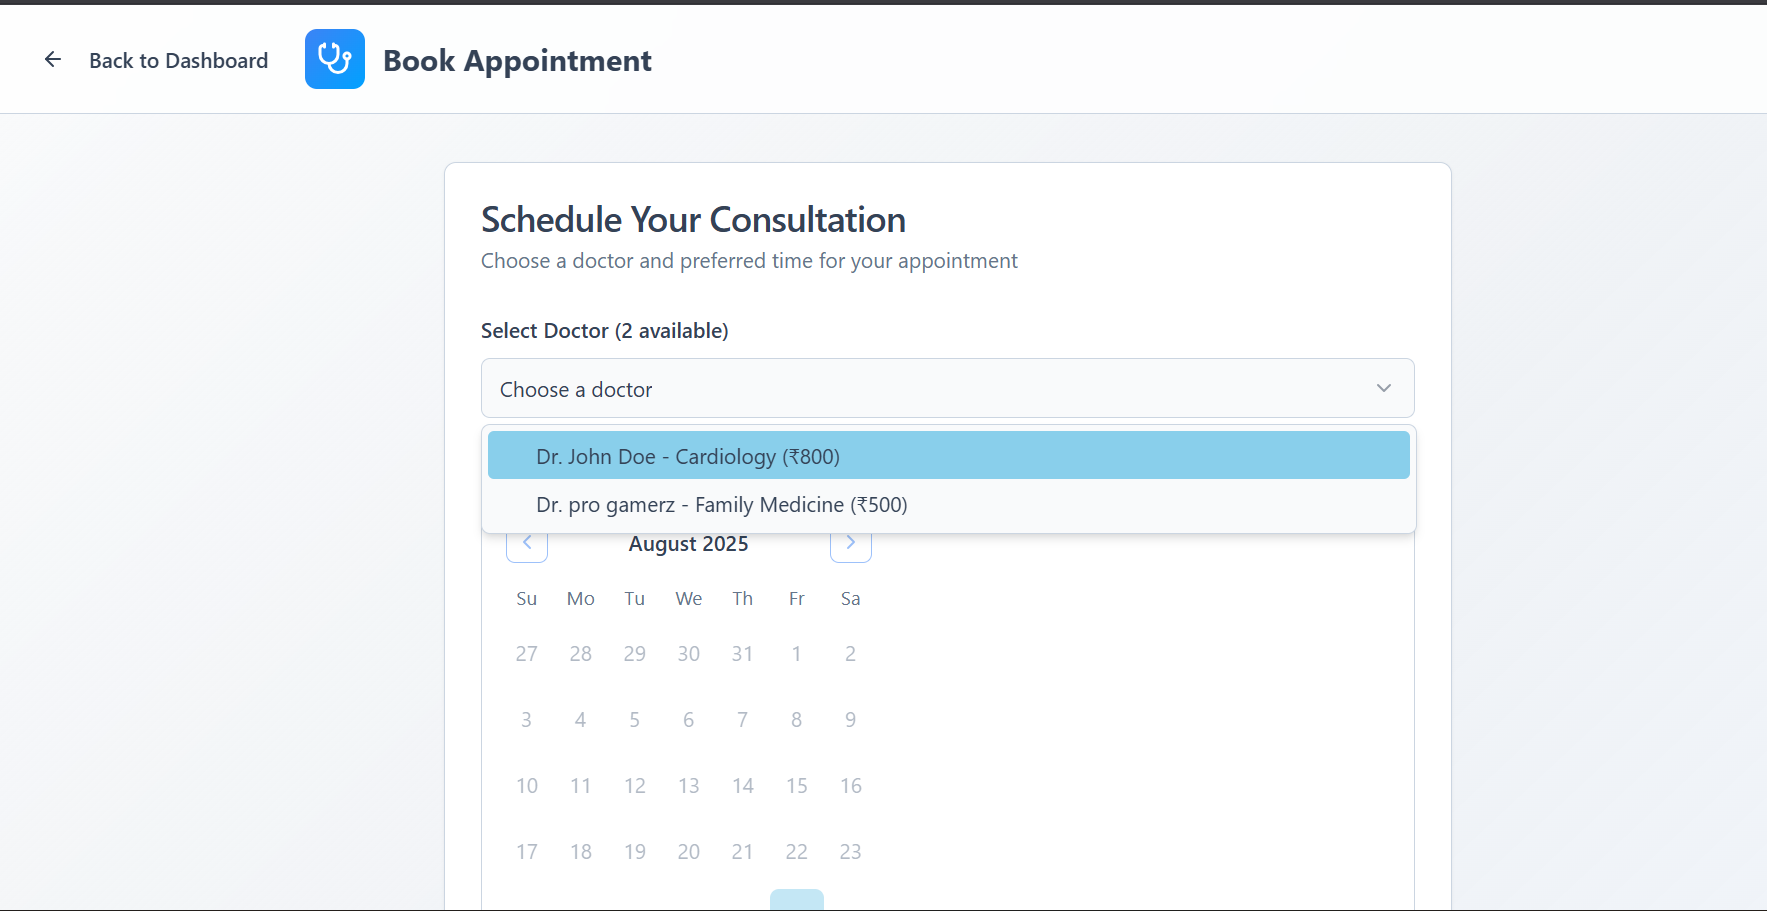 Back to Dashboard
Book Appointment
Schedule Your Consultation
Choose a doctor and preferred time for your appointment
Select Doctor (2 available)
Choose a doctor
Dr. John Doe - Cardiology (₹800)
Dr. pro gamerz - Family Medicine (₹500)
August 2025
Su Mo Tu We Th Fr Sa
27 28 29 30 31 1 2
3 4 5 6 7 8 9
10 11 12 13 14 15 16
17 18 19 20 21 22 23